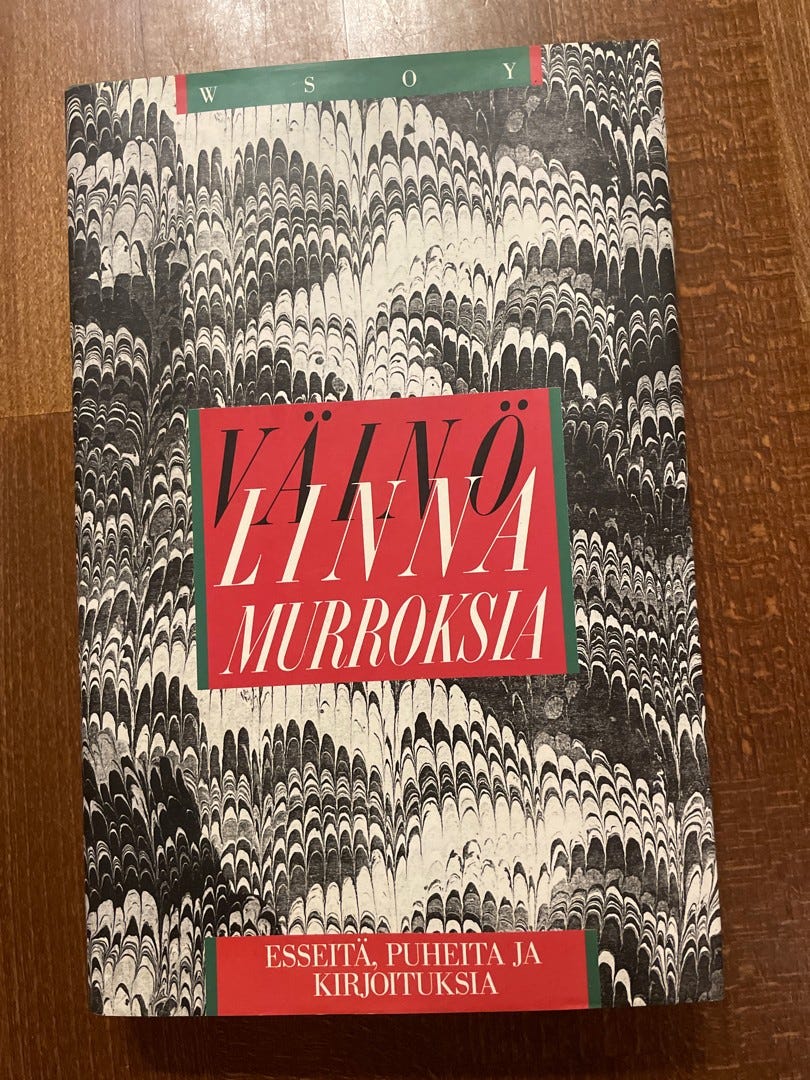 W S O Y
VÄINÖ
LINNA
MURROKSIA
ESSEITÄ, PUHEITA JA
KIRJOITUKSIA